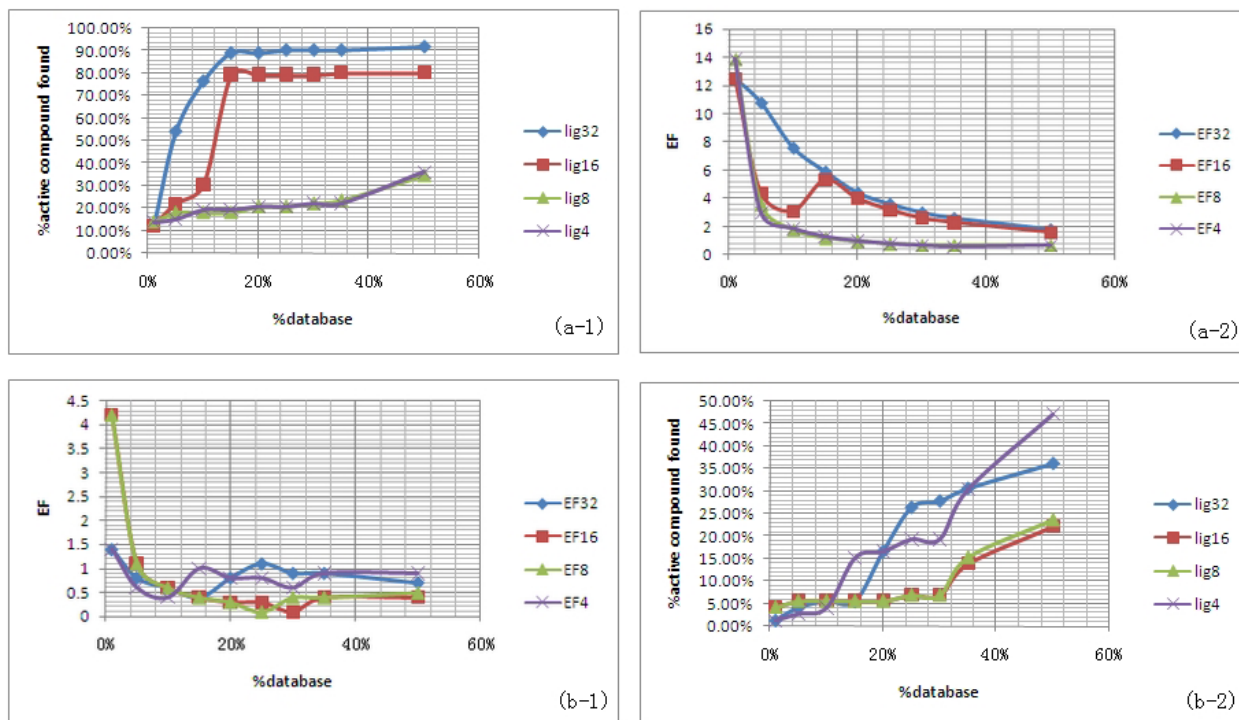 100.00%
90.00%
80.00%
70.00%
60.00%
50.00%
40.00%
30.00%
20.00%
10.00%
0.00%
%active compound found
0% 20% 40% 60%
%database
lig32
lig16
lig8
lig4
(a-1)
16
14
12
10
8
6
4
2
0
EF
0% 20% 40% 60%
%database
EF32
EF16
EF8
EF4
(a-2)
4.5
4
3.5
3
2.5
2
1.5
1
0.5
0
EF
0% 20% 40% 60%
%database
EF32
EF16
EF8
EF4
(b-1)
50.00%
45.00%
40.00%
35.00%
30.00%
25.00%
20.00%
15.00%
10.00%
5.00%
0.00%
%active compound found
0% 20% 40% 60%
%database
lig32
lig16
lig8
lig4
(b-2)